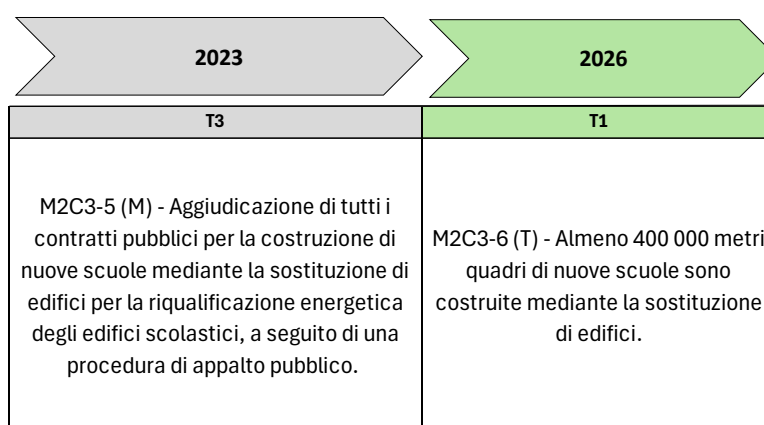 2023
2026
T3
T1
M2C3-5 (M) - Aggiudicazione di tutti i
contratti pubblici per la costruzione di
nuove scuole mediante la sostituzione di
edifici per la riqualificazione energetica
degli edifici scolastici, a seguito di una
procedura di appalto pubblico.
M2C3-6 (T) - Almeno 400 000 metri
quadri di nuove scuole sono
costruite mediante la sostituzione
di edifici.